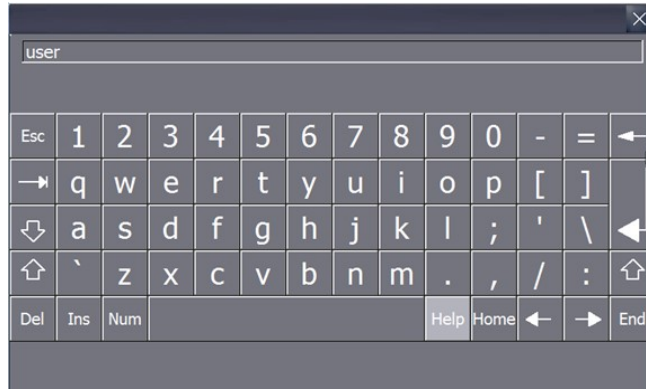 user
Esc 1 2 3 4 5 6 7 8 9 0 - =
q w e r t y u i o p [ ]
a s d f g h j k l ; ' \
` z x c v b n m . , / :
Del Ins Num Help Home End